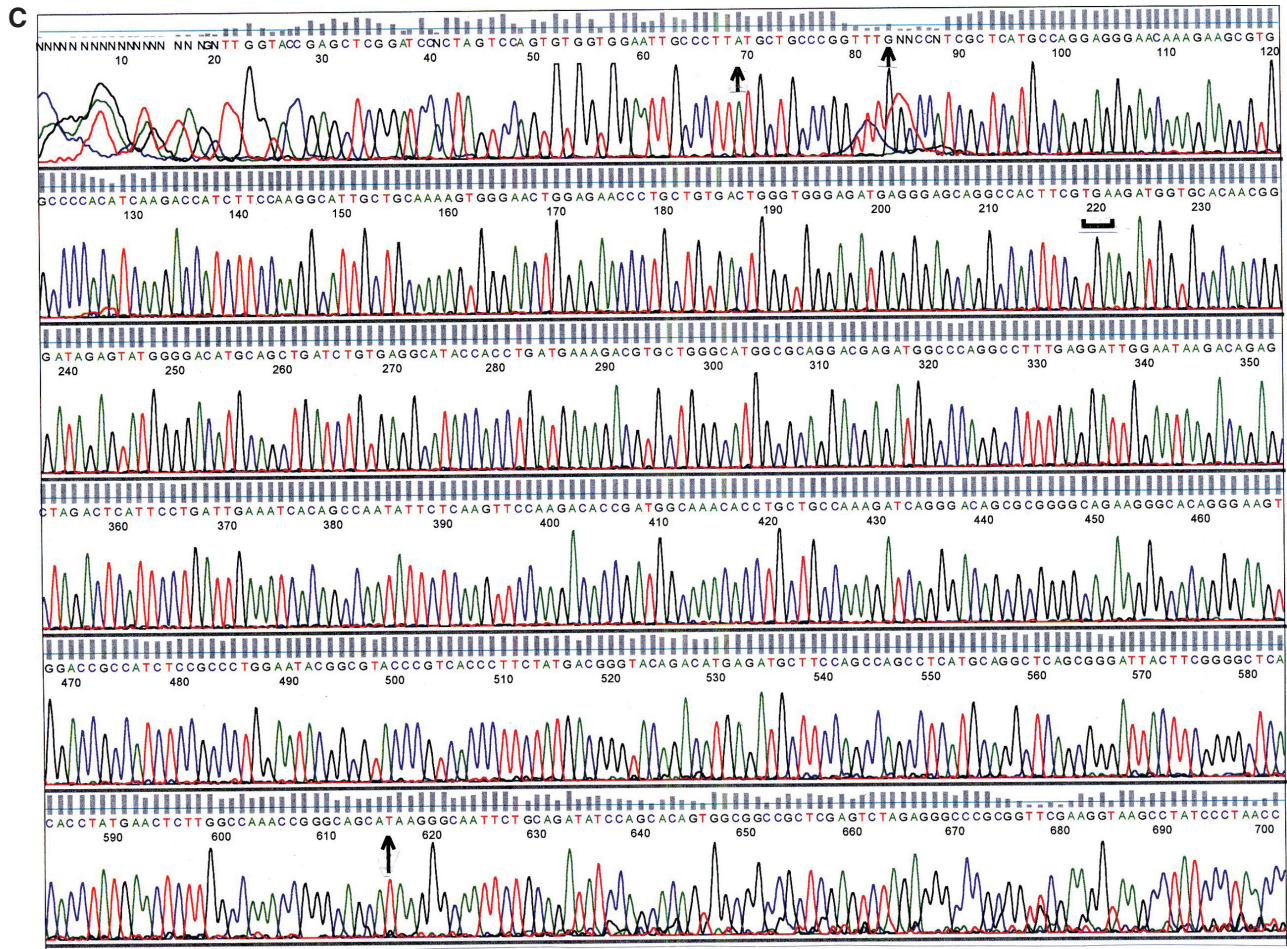 C
NNNNN NNNNNNNNNN NN NGNTTGGTACCGAGCTCGGATCCNCTAGTCCAGTGTGGTGGAATTGCCCTTATGCTGCCCGGTTTGNNCCNTCGCTCATGCCAGGAGGGAACAAAGAAGCGTG
10 20 30 40 50 60 70 80 90 100 110 120
GCCCCACATCAAGACCATCTTCCAAGGCATTGCTGCAAAAGTGGGAACTGGAGAACCCTGCTGTGACTGGGTGGGAGATGAGGGAGCAGGCCACTTCGTGAAGATGGTGCACAACGG
130 140 150 160 170 180 190 200 210 220 230
GATAGAGTATGGGGACATGCAGCTGATCTGTGAGGCATACCACCTGATGAAAGACGTGCTGGGCATGGCGCAGGACGAGATGGCCCAGGCCTTTGAGGATTGGAATAAGACAGAG
240 250 260 270 280 290 300 310 320 330 340 350
CTAGACTCATTCCTGATTGAAATCACAGCCAATATTCTCAAGTTCCAAGACACCGATGGCAAACACCTGCTGCCAAAGATCAGGGACAGCGCGGGGCAGAAGGGCACAGGGAAGT
360 370 380 390 400 410 420 430 440 450 460
GGACCGCCATCTCCGCCCTGGAATACGGCGTACCCGTCACCCTTCTATGACGGGTACAGACATGAGATGCTTCCAGCCAGCCTCATGCAGGCTCAGCGGGATTACTTCGGGGCTCA
470 480 490 500 510 520 530 540 550 560 570 580
CACCTATGAACTCTTGGCCAAACCGGGCAGCATAAGGGCAATTCTGCAGATATCCAGCACAGTGGCGGCCGCTCGAGTCTAGAGGGCCCGCGGTTCGAAGGTAAGCCTATCCCTAACC
590 600 610 620 630 640 650 660 670 680 690 700